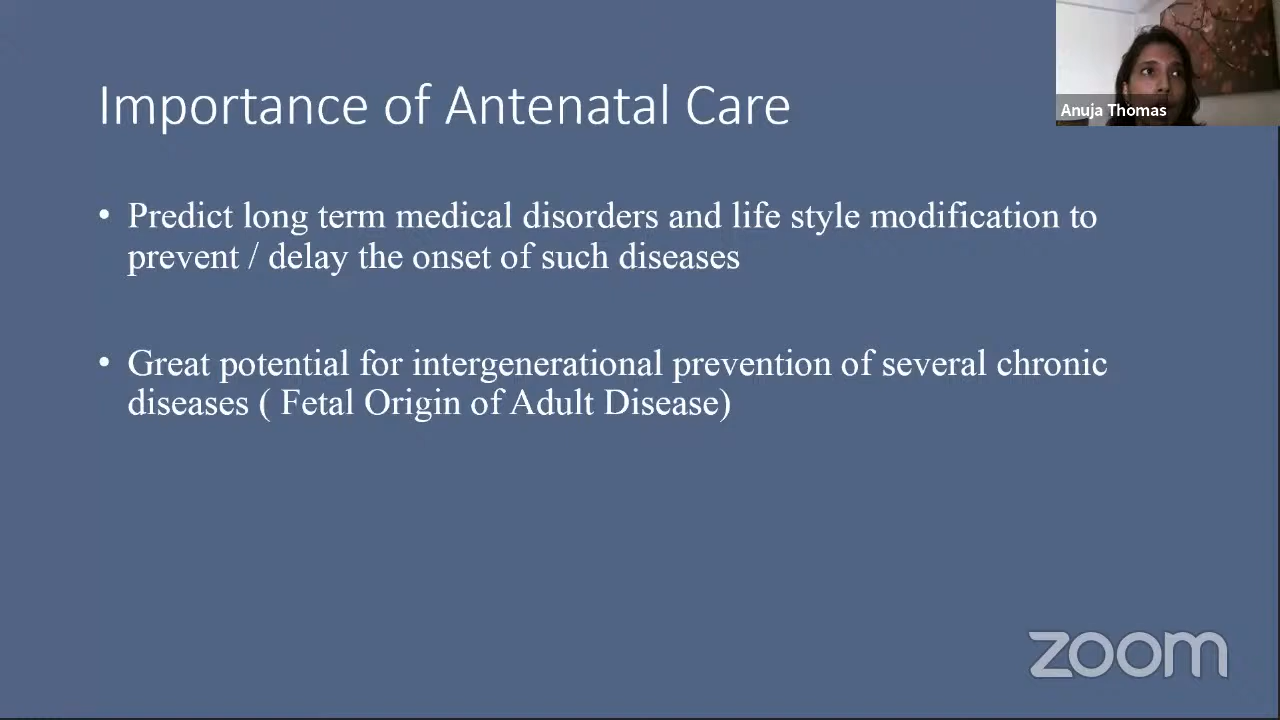 Importance of Antenatal Care
Anuja Thomas
• Predict long term medical disorders and life style modification to
prevent / delay the onset of such diseases
• Great potential for intergenerational prevention of several chronic
diseases ( Fetal Origin of Adult Disease)
zoom